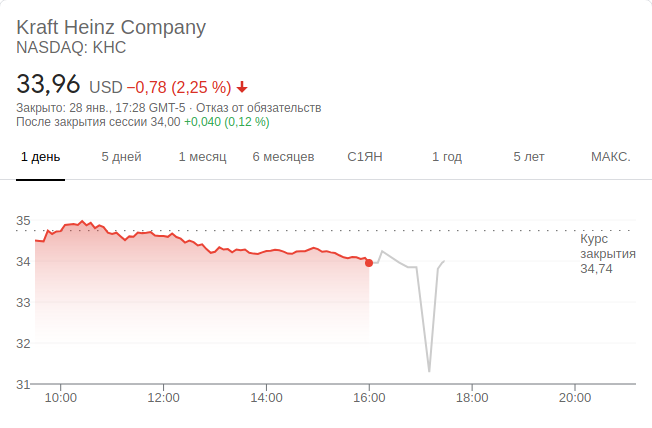 Kraft Heinz Company
NASDAQ: KHC
33,96 USD −0,78 (2,25 %)
Закрыто: 28 янв., 17:28 GMT-5 · Отказ от обязательств
После закрытия сессии 34,00 +0,040 (0,12 %)
1 день 5 дней 1 месяц 6 месяцев С1ЯН 1 год 5 лет МАКС.
35
Курс
закрытия
34,74
34
33
32
31
10:00 12:00 14:00 16:00 18:00 20:00